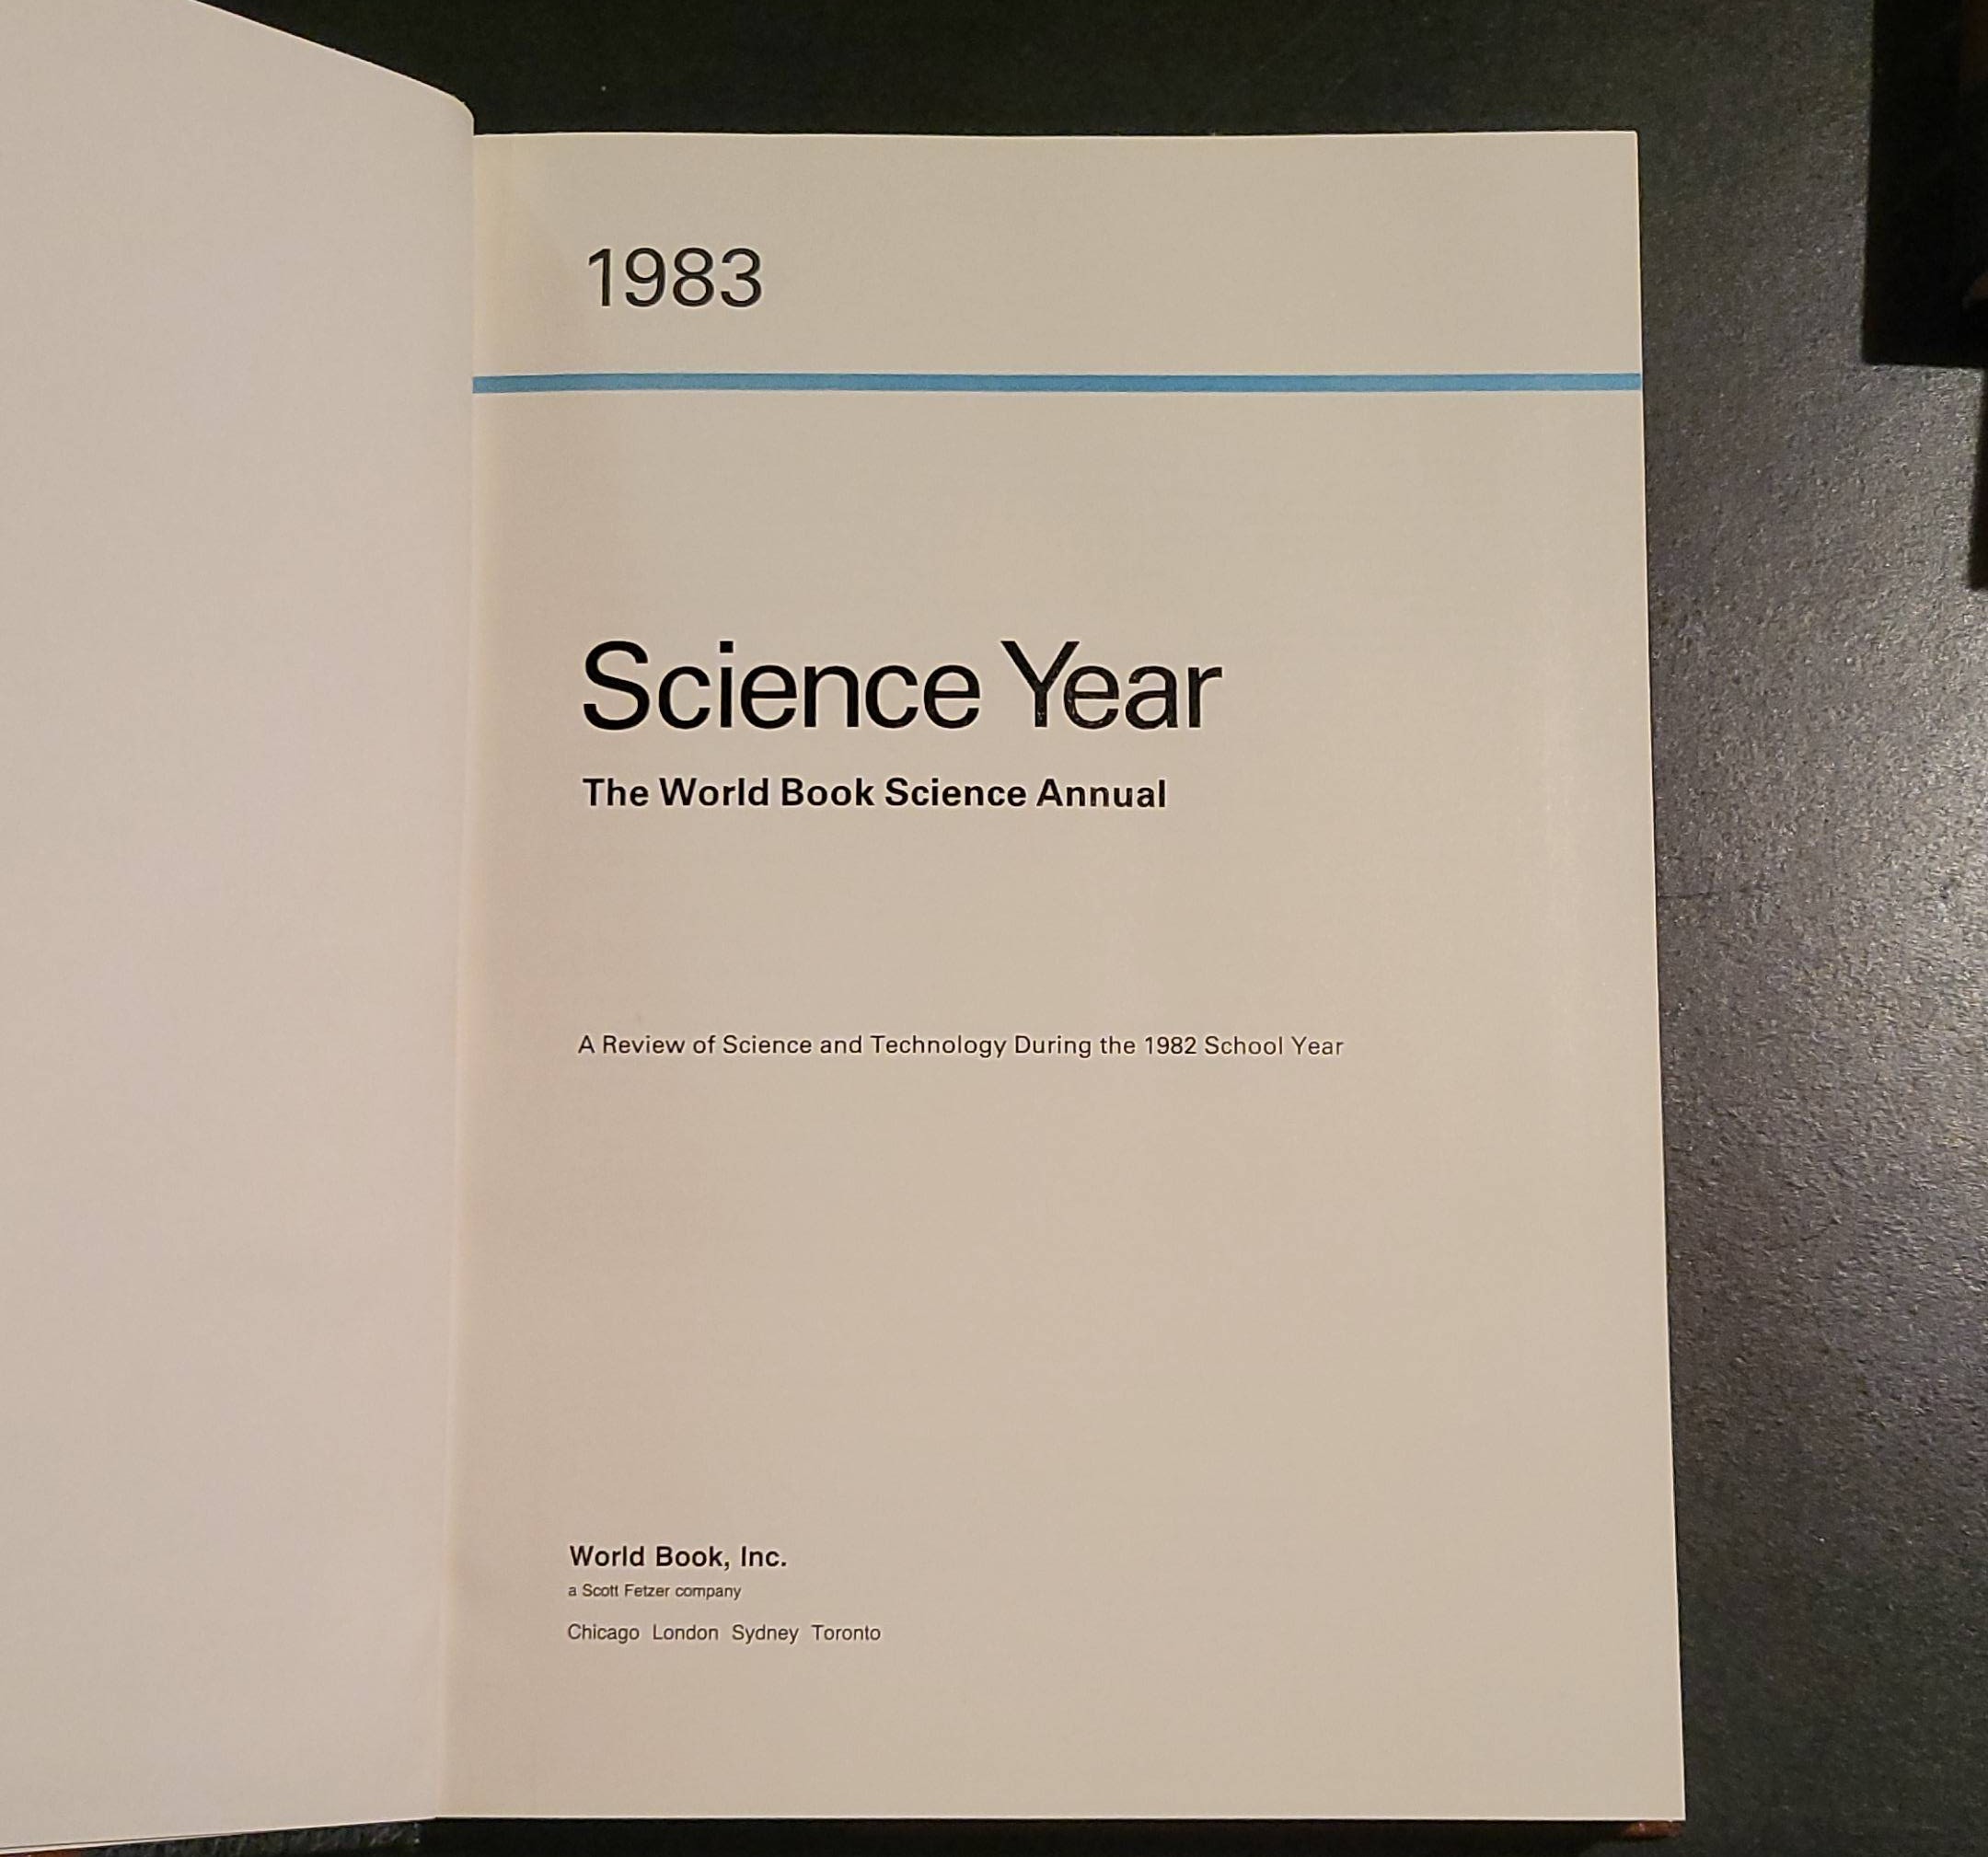 1983
Science Year
The World Book Science Annual
A Review of Science and Technology During the 1982 School Year
World Book, Inc.
a Scott Fetzer company
Chicago London Sydney Toronto